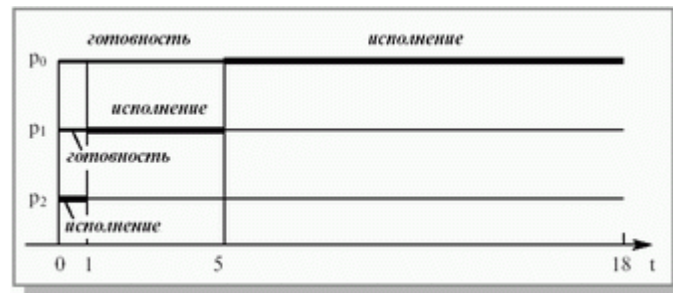 готовность исполнение
p0
исполнение
p1
готовность
p2
исполнение
0 1 5 18 t